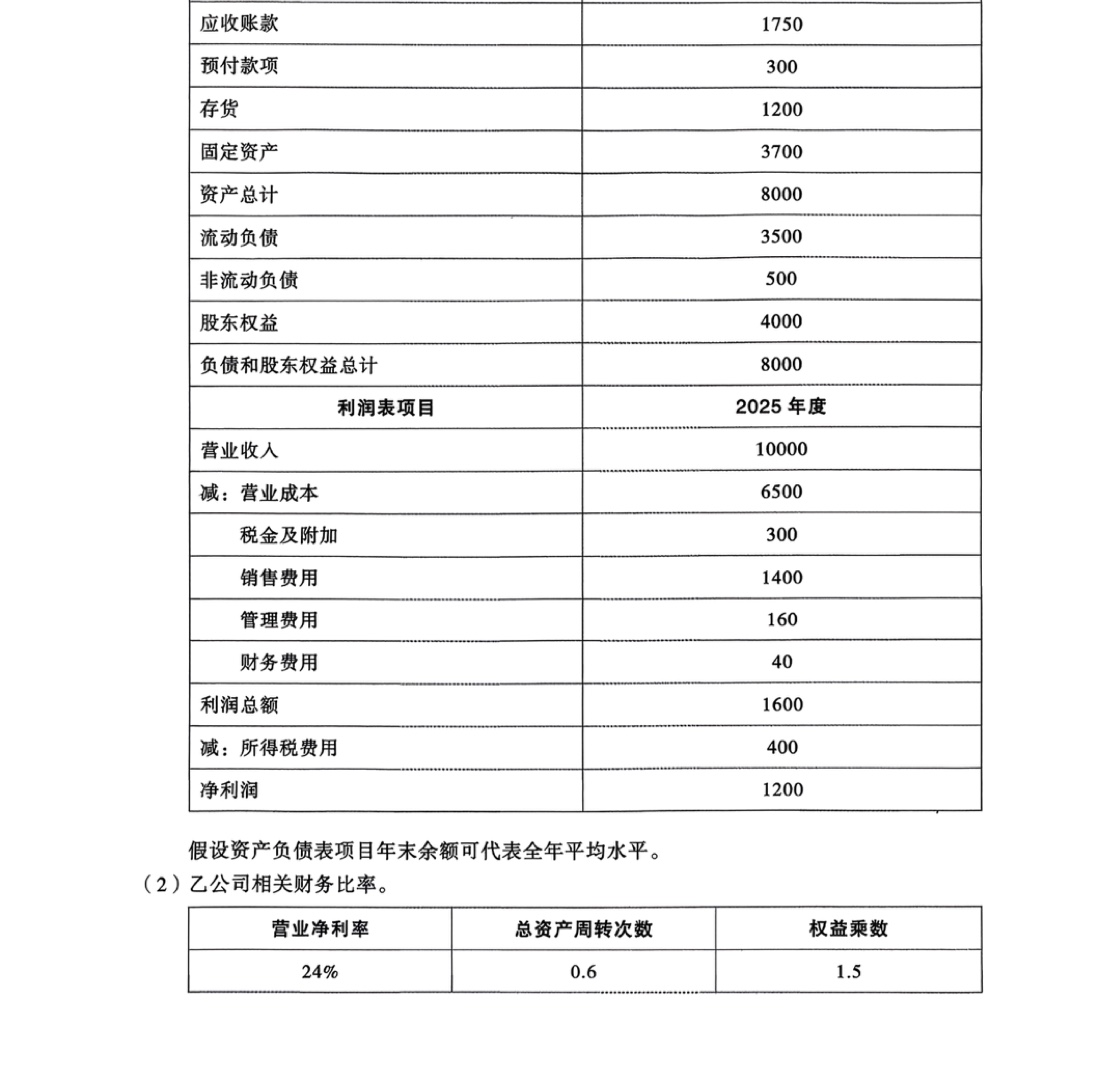 应收账款 1750
预付款项 300
存货 1200
固定资产 3700
资产总计 8000
流动负债 3500
非流动负债 500
股东权益 4000
负债和股东权益总计 8000
利润表项目 2025 年度
营业收入 10000
减：营业成本 6500
税金及附加 300
销售费用 1400
管理费用 160
财务费用 40
利润总额 1600
减：所得税费用 400
净利润 1200
假设资产负债表项目年末余额可代表全年平均水平。
（2）乙公司相关财务比率。
营业净利率 总资产周转次数 权益乘数
24% 0.6 1.5